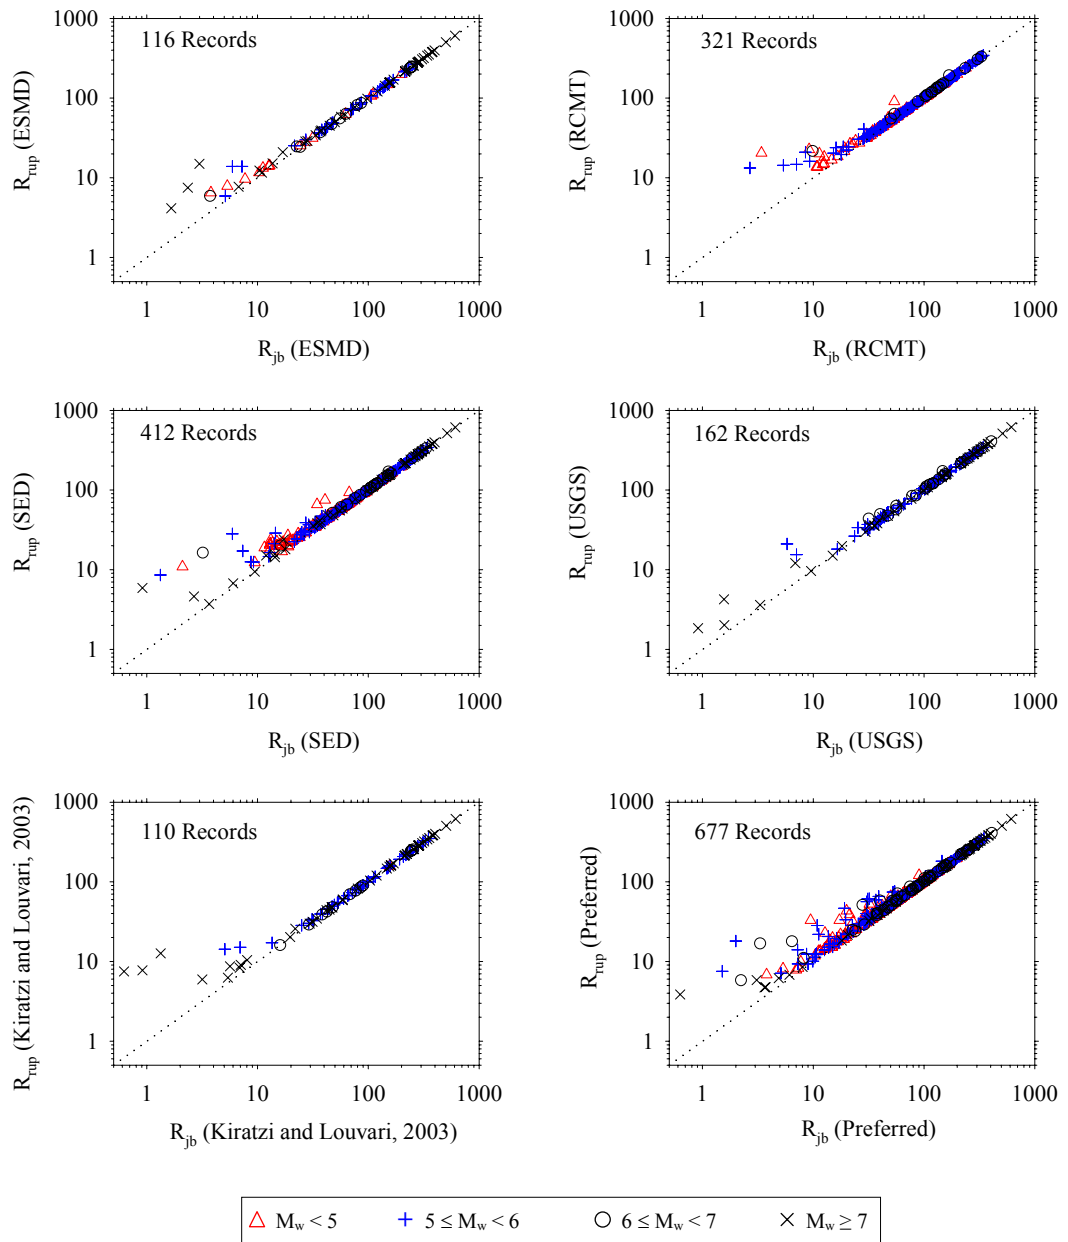 1000
100
10
1
R_rup (ESMD)
116 Records
1 10 100 1000
R_jb (ESMD)
1000
100
10
1
R_rup (RCMT)
321 Records
1 10 100 1000
R_jb (RCMT)
1000
100
10
1
R_rup (SED)
412 Records
1 10 100 1000
R_jb (SED)
1000
100
10
1
R_rup (USGS)
162 Records
1 10 100 1000
R_jb (USGS)
1000
100
10
1
R_rup (Kiratzi and Louvari, 2003)
110 Records
1 10 100 1000
R_jb (Kiratzi and Louvari, 2003)
1000
100
10
1
R_rup (Preferred)
677 Records
1 10 100 1000
R_jb (Preferred)
M_w < 5 5 ≤ M_w < 6 6 ≤ M_w < 7 M_w ≥ 7